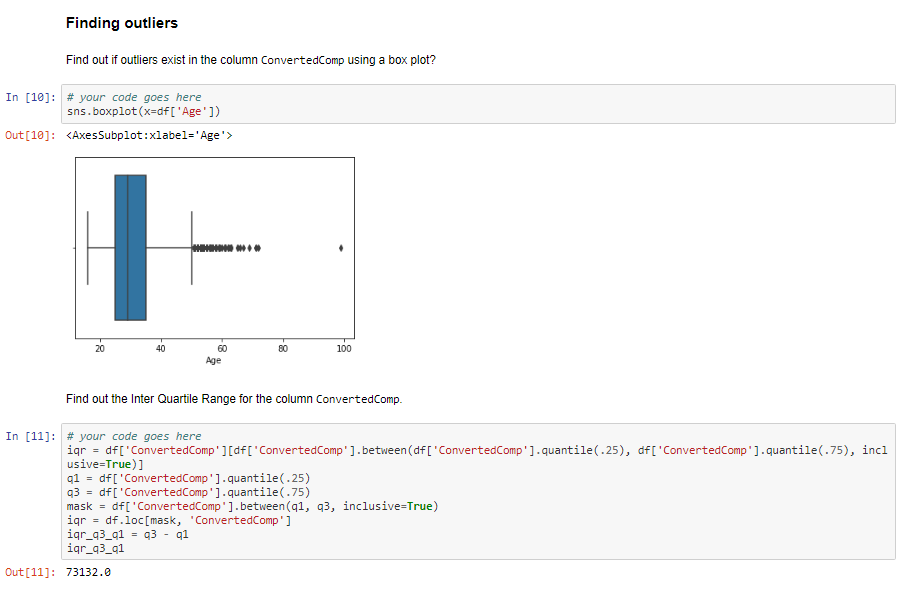 Finding outliers
Find out if outliers exist in the column ConvertedComp using a box plot?
In [10]: # your code goes here
sns.boxplot(x=df['Age'])
Out[10]: <AxesSubplot:xlabel='Age'>
20 40 60 80 100
Age
Find out the Inter Quartile Range for the column ConvertedComp.
In [11]: # your code goes here
iqr = df['ConvertedComp'][df['ConvertedComp'].between(df['ConvertedComp'].quantile(.25), df['ConvertedComp'].quantile(.75), incl
usive=True)]
q1 = df['ConvertedComp'].quantile(.25)
q3 = df['ConvertedComp'].quantile(.75)
mask = df['ConvertedComp'].between(q1, q3, inclusive=True)
iqr = df.loc[mask, 'ConvertedComp']
iqr_q3_q1 = q3 - q1
iqr_q3_q1
Out[11]: 73132.0